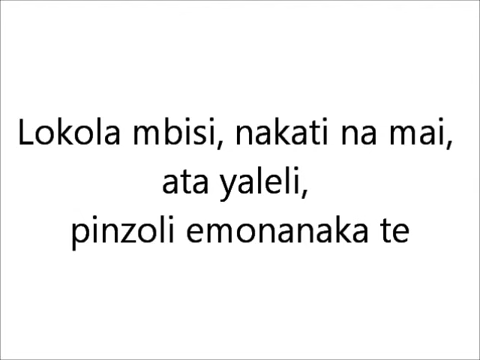 Lokola mbisi, nakati na mai,
ata yaleli,
pinzoli emonanaka te